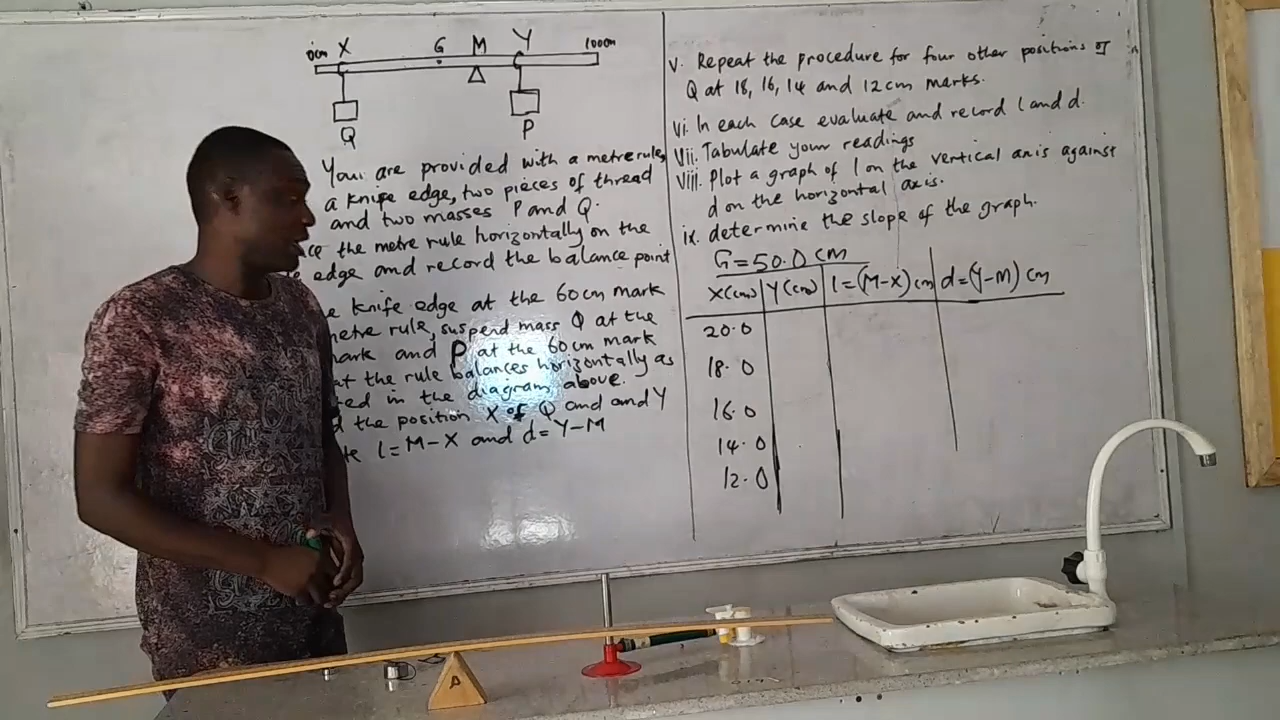 0cm X G M Y 100cm
Q
P
You are provided with a metre rule,
a knife edge, two pieces of thread
and two masses P and Q.
the metre rule horizontally on the
edge and record the balance point
knife edge at the 60cm mark
metre rule, suspend mass Q at the
mark and P at the 60cm mark
at the rule balances horizontally as
in the diagram above.
the position X of Q and and Y
l = M-X and d = Y-M
V. Repeat the procedure for four other positions of
Q at 18, 16, 14 and 12cm marks.
Vi. In each case evaluate and record l and d.
Vii. Tabulate your readings
Viii. Plot a graph of l on the vertical axis against
d on the horizontal axis.
ix. determine the slope of the graph.
G = 50.0 cm
X(cm) Y(cm) l = (M-X) cm d = (Y-M) cm
20.0
18.0
16.0
14.0
12.0